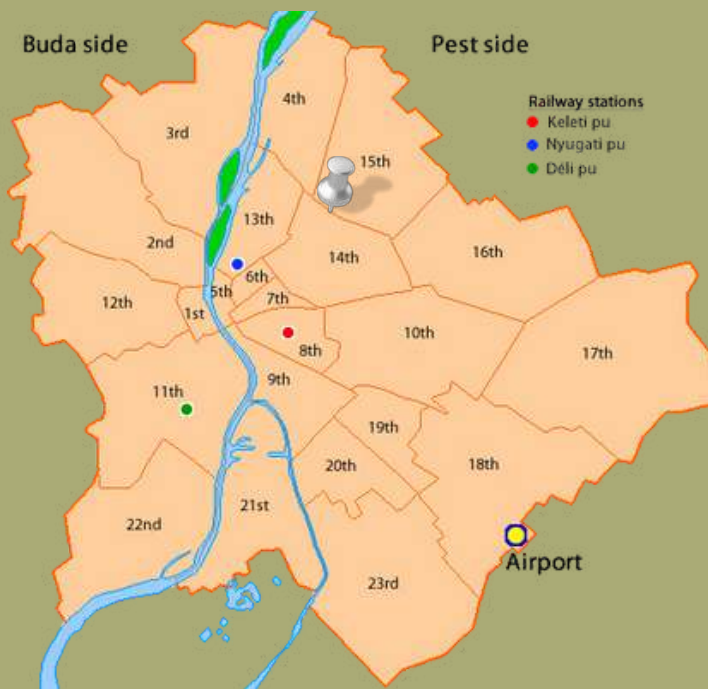 Buda side
Pest side
Railway stations
Keleti pu
Nyugati pu
Déli pu
4th
3rd
15th
13th
2nd
14th
16th
6th
5th
7th
12th
1st
10th
8th
17th
9th
11th
19th
20th
18th
21st
22nd
Airport
23rd